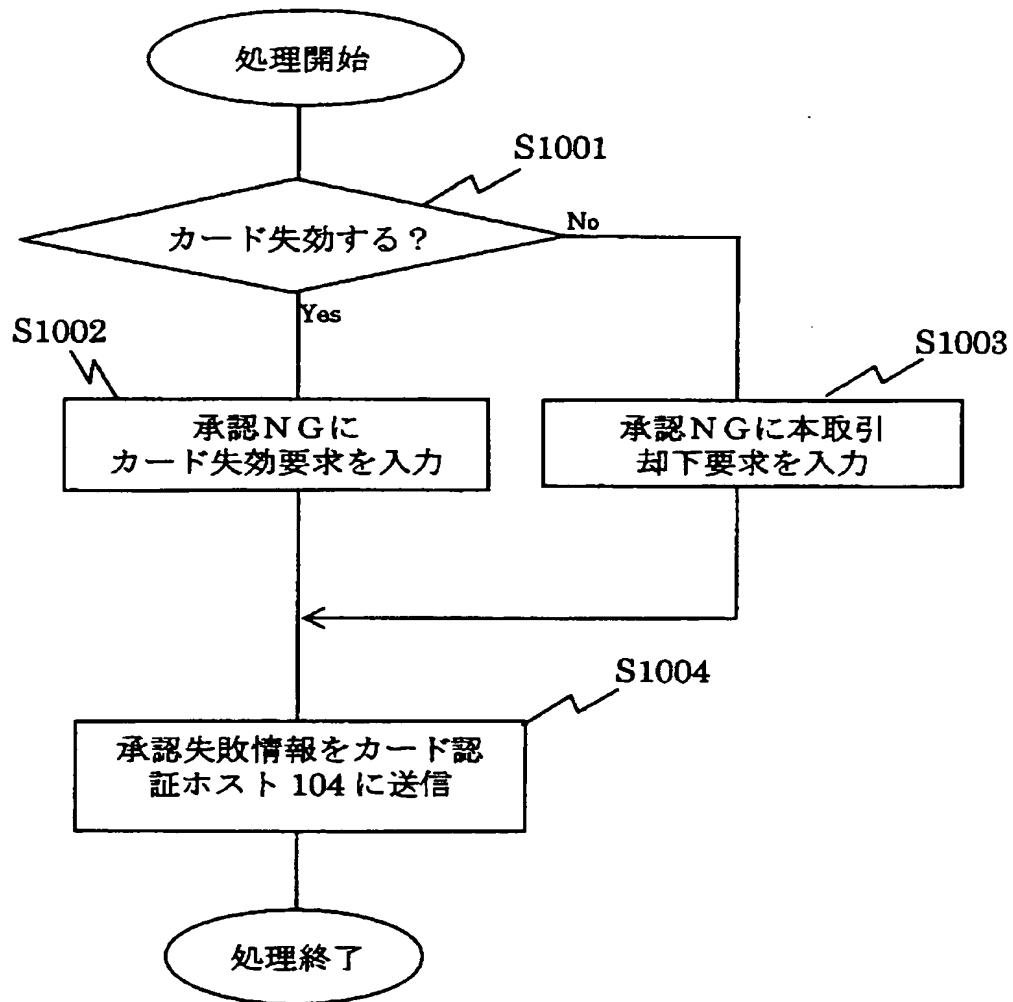 処理開始
S1001
カード失効する？
No
Yes
S1002
S1003
承認ＮＧに
カード失効要求を入力
承認ＮＧに本取引
却下要求を入力
S1004
承認失敗情報をカード認
証ホスト 104 に送信
処理終了